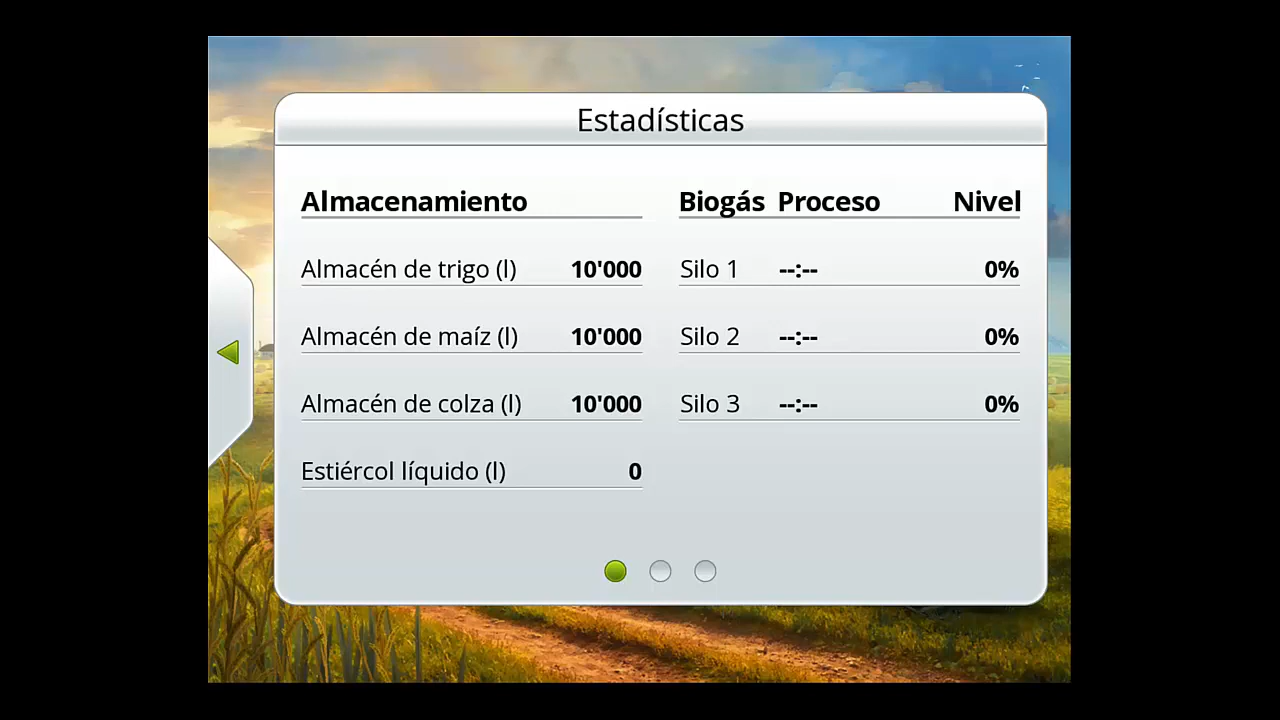 Estadísticas
Almacenamiento
Almacén de trigo (l) 10'000
Almacén de maíz (l) 10'000
Almacén de colza (l) 10'000
Estiércol líquido (l) 0
Biogás Proceso Nivel
Silo 1 --:-- 0%
Silo 2 --:-- 0%
Silo 3 --:-- 0%